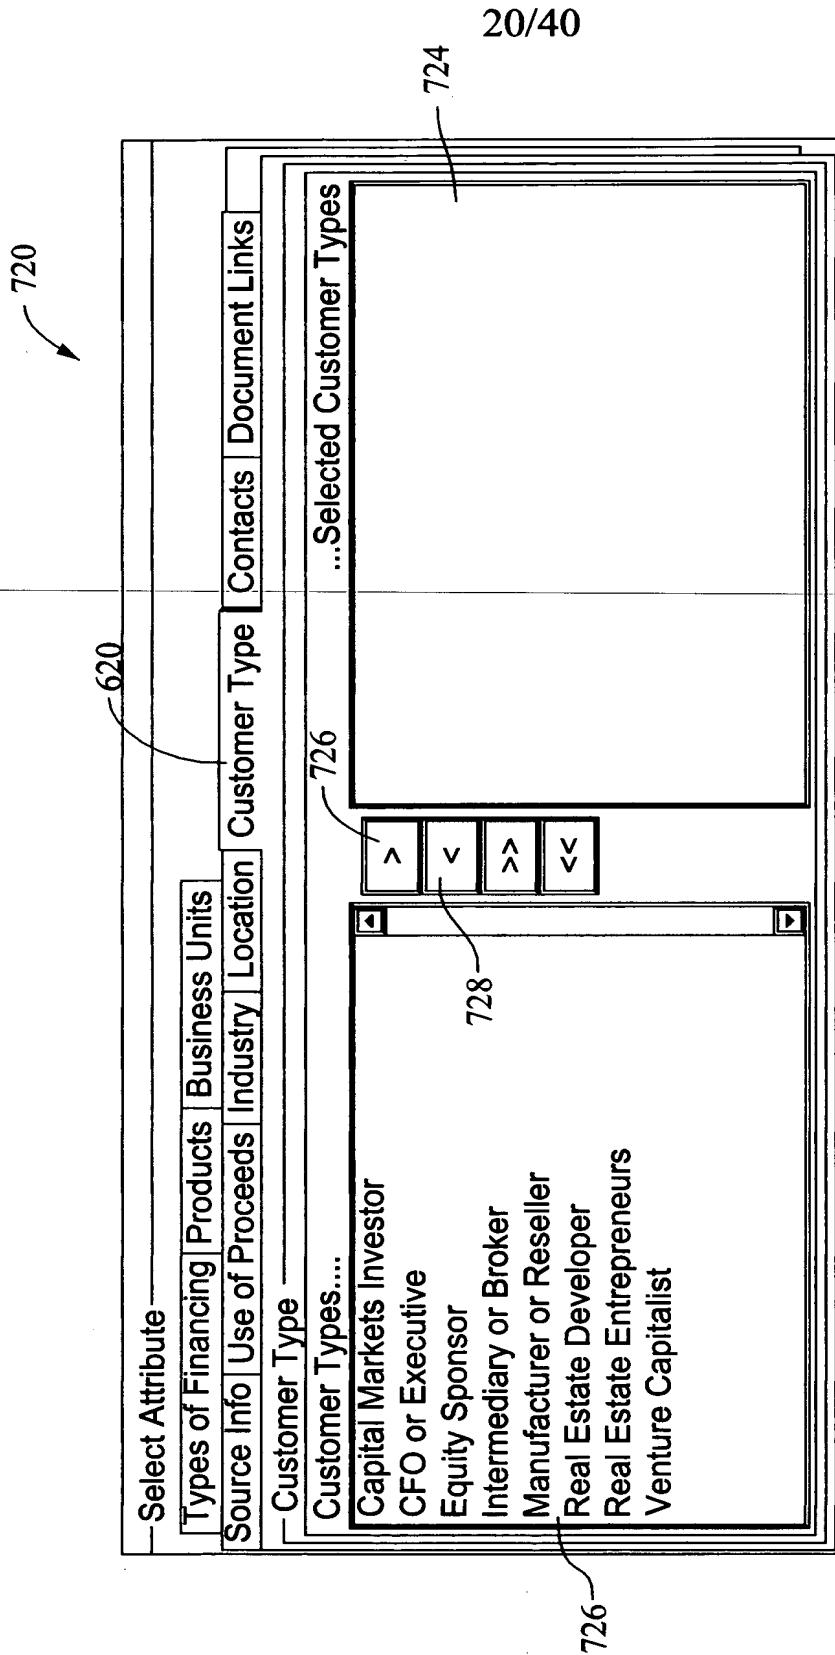 20/40
720
Select Attribute
Types of Financing Products Business Units
Source Info Use of Proceeds Industry Location Customer Type Contacts Document Links
620
Customer Type
Customer Types....
...Selected Customer Types
Capital Markets Investor
CFO or Executive
Equity Sponsor
Intermediary or Broker
Manufacturer or Reseller
Real Estate Developer
Real Estate Entrepreneurs
Venture Capitalist
726
>
<
>>
<<
726
728
724